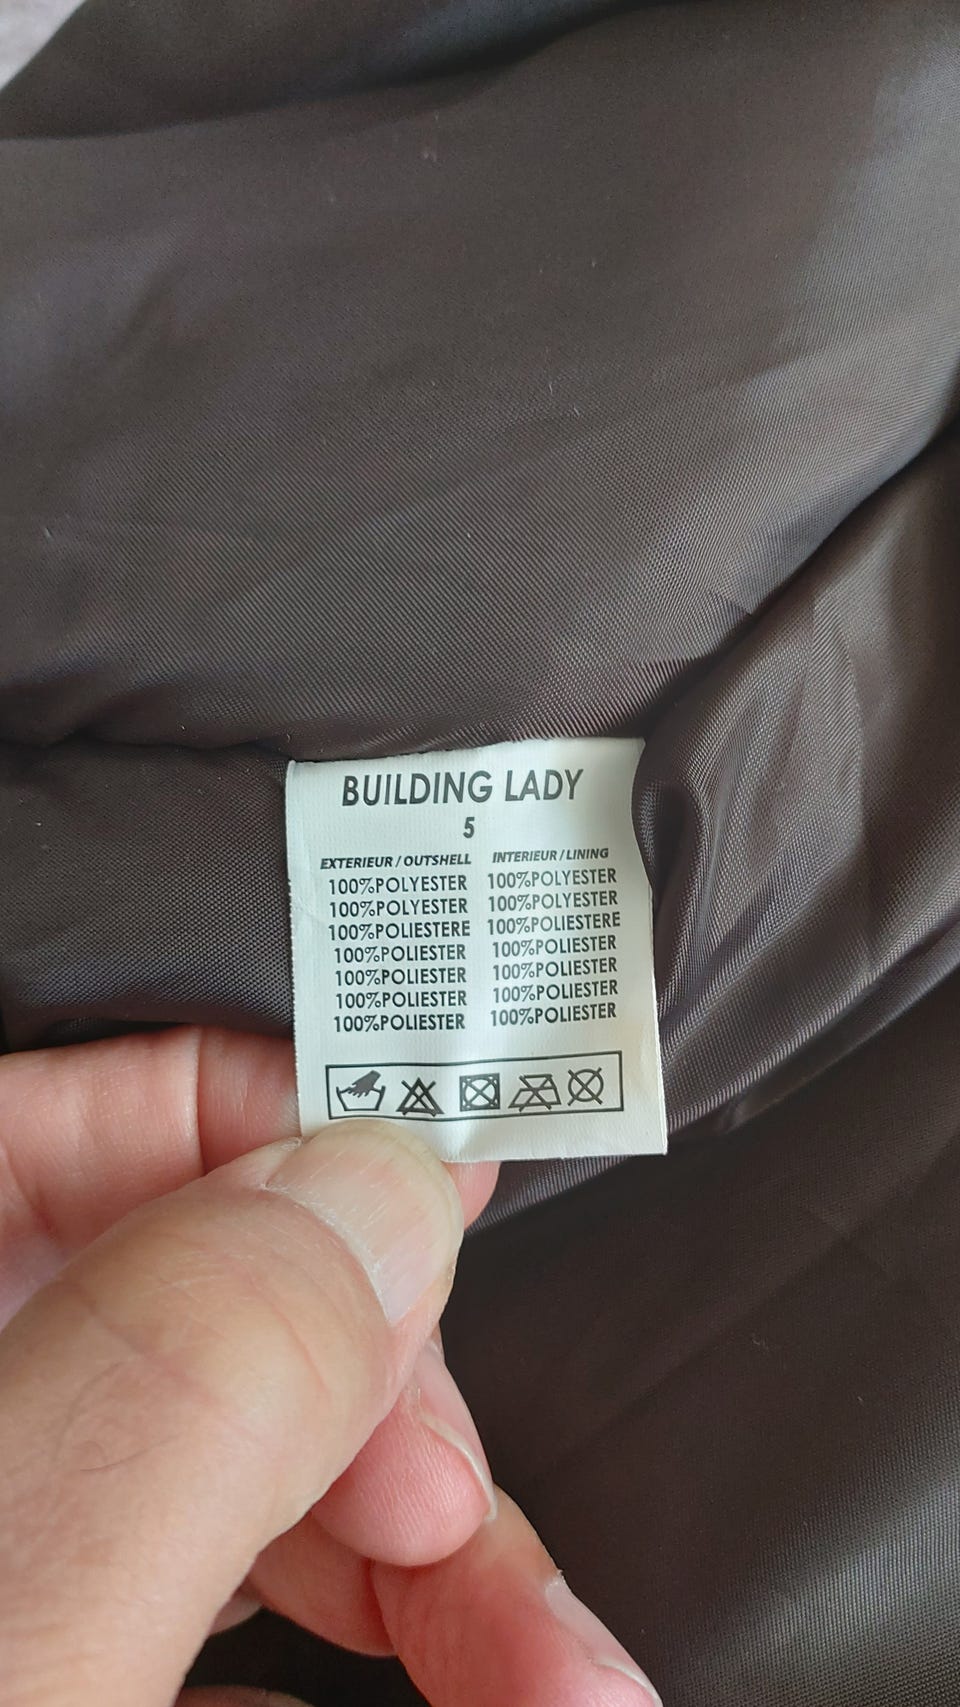 BUILDING LADY
5
EXTERIEUR / OUTSHELL INTERIEUR / LINING
100%POLYESTER 100%POLYESTER
100%POLYESTER 100%POLYESTER
100%POLIESTERE 100%POLIESTERE
100%POLIESTER 100%POLIESTER
100%POLIESTER 100%POLIESTER
100%POLIESTER 100%POLIESTER
100%POLIESTER 100%POLIESTER